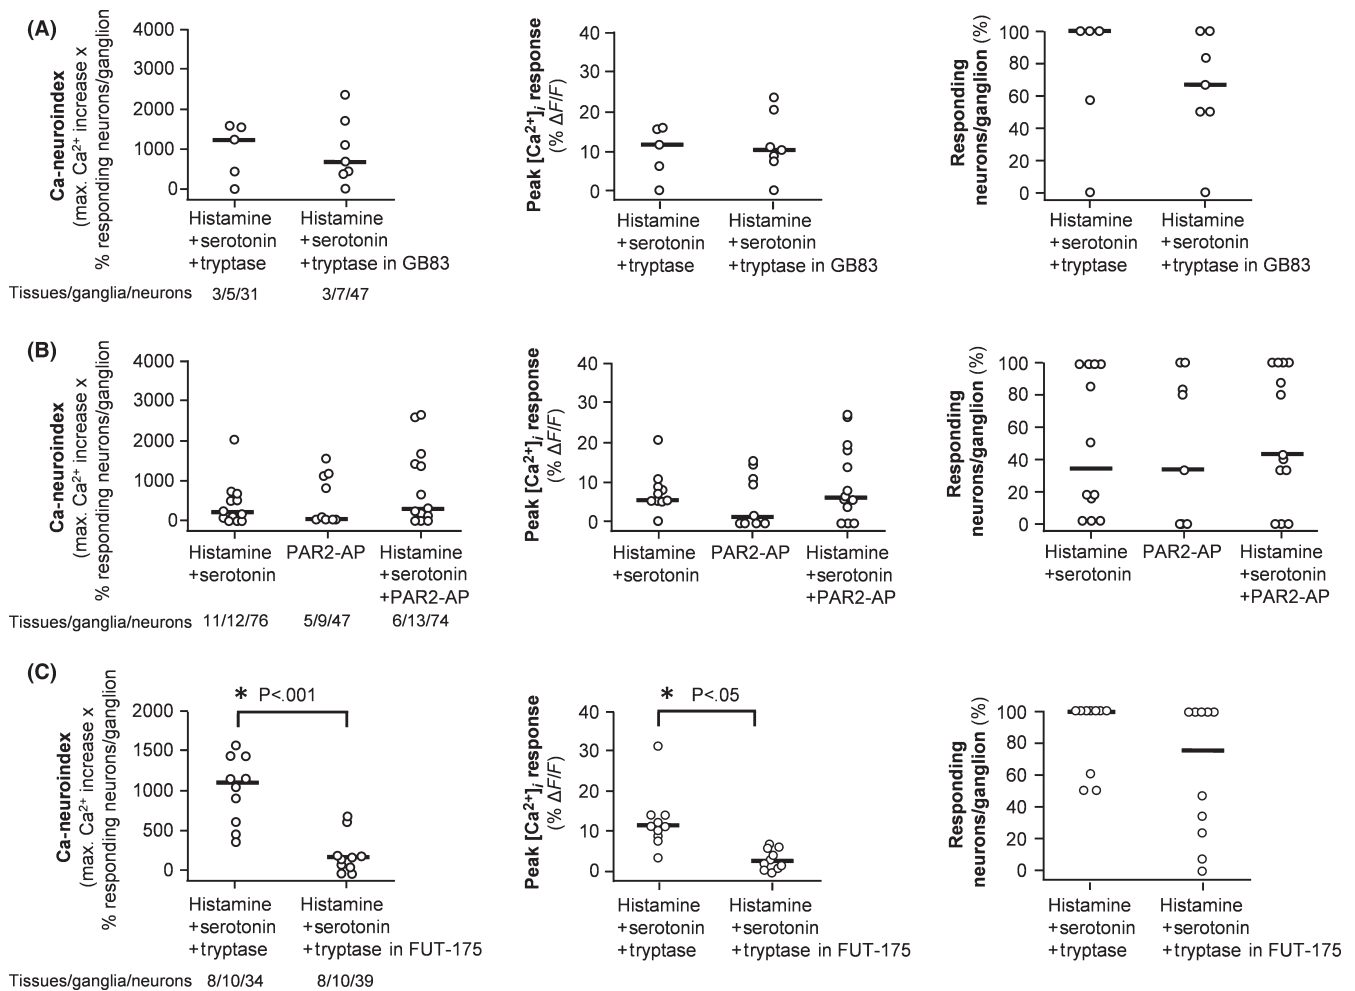 (A)
Ca-neuroindex
(max. Ca2+ increase x
% responding neurons/ganglion
4000
3000
2000
1000
0
Histamine
+serotonin
+tryptase
Histamine
+serotonin
+tryptase in GB83
Tissues/ganglia/neurons 3/5/31 3/7/47
Peak [Ca2+]i response
(% ΔF/F)
40
30
20
10
0
Histamine
+serotonin
+tryptase
Histamine
+serotonin
+tryptase in GB83
Responding
neurons/ganglion (%)
100
80
60
40
20
0
Histamine
+serotonin
+tryptase
Histamine
+serotonin
+tryptase in GB83
(B)
Ca-neuroindex
(max. Ca2+ increase x
% responding neurons/ganglion
4000
3000
2000
1000
0
Histamine
+serotonin
PAR2-AP
Histamine
+serotonin
+PAR2-AP
Tissues/ganglia/neurons 11/12/76 5/9/47 6/13/74
Peak [Ca2+]i response
(% ΔF/F)
40
30
20
10
0
Histamine
+serotonin
PAR2-AP
Histamine
+serotonin
+PAR2-AP
Responding
neurons/ganglion (%)
100
80
60
40
20
0
Histamine
+serotonin
PAR2-AP
Histamine
+serotonin
+PAR2-AP
(C)
Ca-neuroindex
(max. Ca2+ increase x
% responding neurons/ganglion
* P<.001
2000
1500
1000
500
0
Histamine
+serotonin
+tryptase
Histamine
+serotonin
+tryptase in FUT-175
Tissues/ganglia/neurons 8/10/34 8/10/39
Peak [Ca2+]i response
(% ΔF/F)
* P<.05
40
30
20
10
0
Histamine
+serotonin
+tryptase
Histamine
+serotonin
+tryptase in FUT-175
Responding
neurons/ganglion (%)
100
80
60
40
20
0
Histamine
+serotonin
+tryptase
Histamine
+serotonin
+tryptase in FUT-175